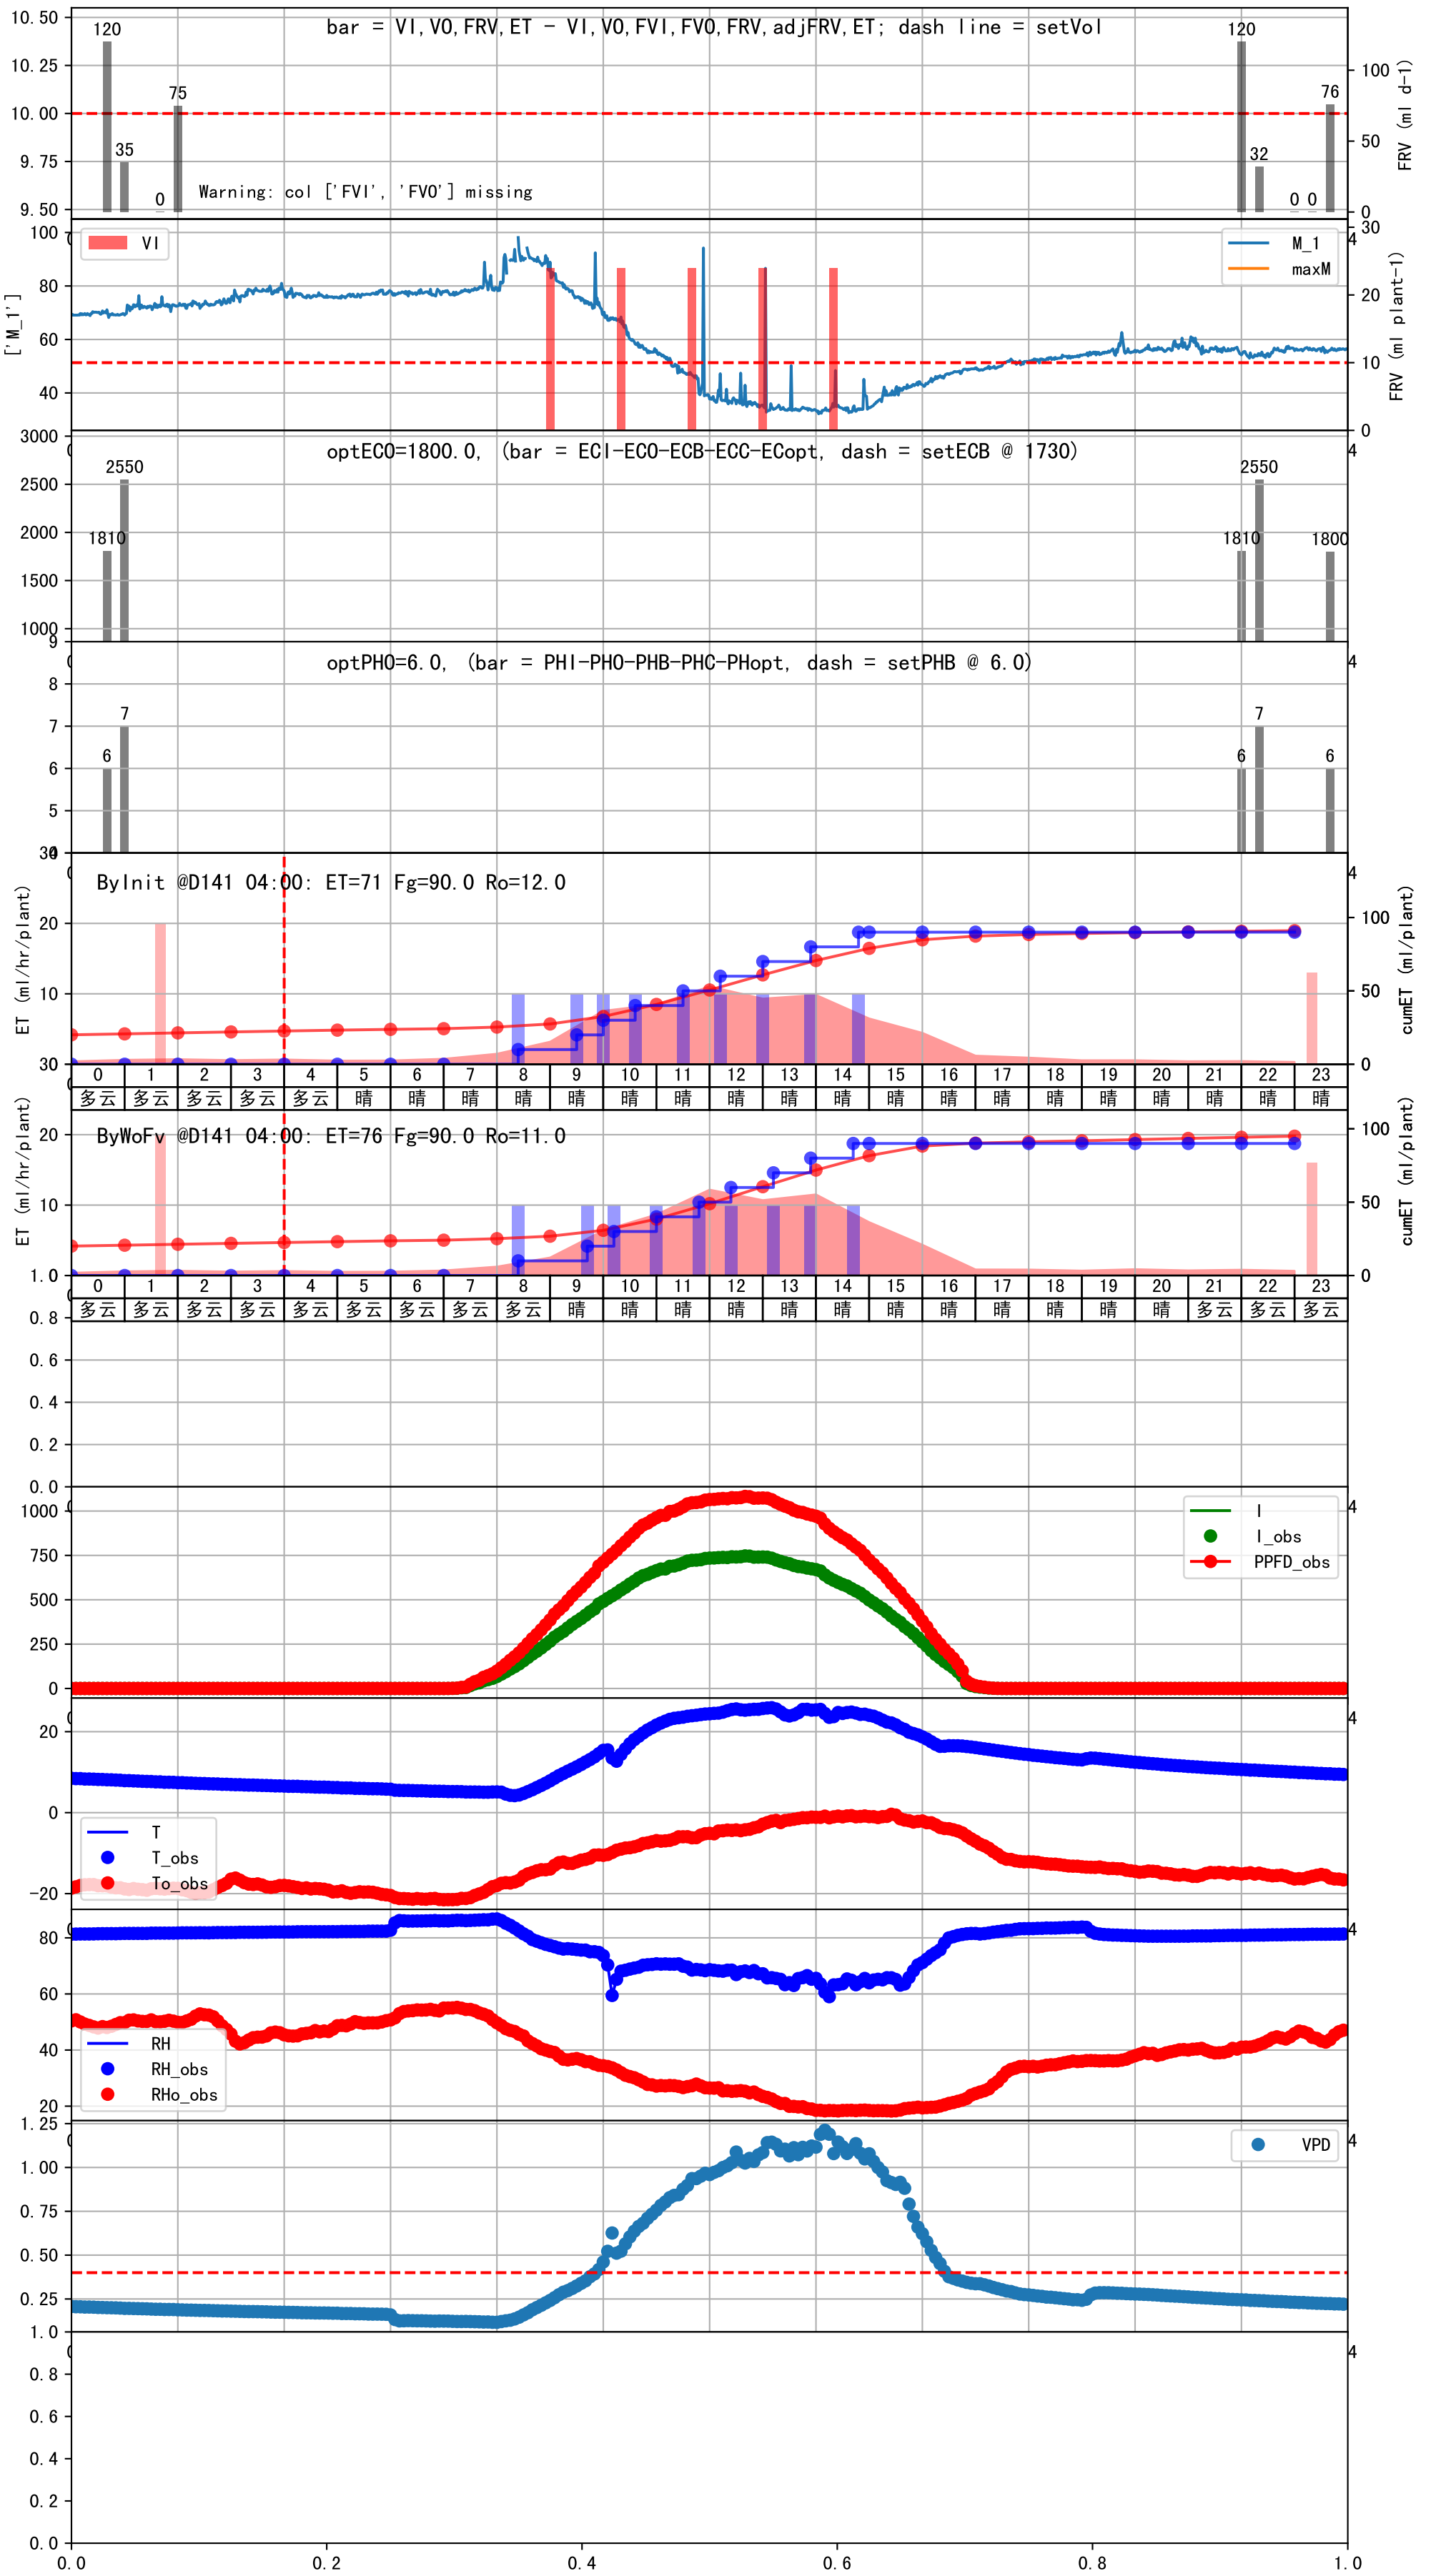 bar = VI,VO,FRV,ET - VI,VO,FVI,FVO,FRV,adjFRV,ET; dash line = setVol
10.50
10.25
10.00
9.75
9.50
120
35
0
75
120
32
0 0
76
Warning: col ['FVI', 'FVO'] missing
100
50
0
FRV (ml d-1)
['M_1']
100
80
60
40
VI
M_1
maxM
30
20
10
0
FRV (ml plant-1)
optECO=1800.0, (bar = ECI-ECO-ECB-ECC-ECopt, dash = setECB @ 1730)
3000
2500
2000
1500
1000
1810
2550
1810
2550
1800
optPHO=6.0, (bar = PHI-PHO-PHB-PHC-PHopt, dash = setPHB @ 6.0)
9
8
7
6
5
4
6
7
6
7
6
ByInit @D141 04:00: ET=71 Fg=90.0 Ro=12.0
ET (ml/hr/plant)
30
20
10
0
100
50
0
cumET (ml/plant)
0 1 2 3 4 5 6 7 8 9 10 11 12 13 14 15 16 17 18 19 20 21 22 23
多云 多云 多云 多云 多云 晴 晴 晴 晴 晴 晴 晴 晴 晴 晴 晴 晴 晴 晴 晴 晴 晴 晴 晴
ByWoFv @D141 04:00: ET=76 Fg=90.0 Ro=11.0
ET (ml/hr/plant)
30
20
10
0
100
50
0
cumET (ml/plant)
0 1 2 3 4 5 6 7 8 9 10 11 12 13 14 15 16 17 18 19 20 21 22 23
多云 多云 多云 多云 多云 多云 多云 多云 多云 晴 晴 晴 晴 晴 晴 晴 晴 晴 晴 晴 晴 多云 多云 多云
1.0
0.8
0.6
0.4
0.2
0.0
1000
750
500
250
0
I
I_obs
PPFD_obs
20
0
-20
T
T_obs
To_obs
80
60
40
20
RH
RH_obs
RHo_obs
1.25
1.00
0.75
0.50
0.25
VPD
1.0
0.8
0.6
0.4
0.2
0.0
0.0 0.2 0.4 0.6 0.8 1.0